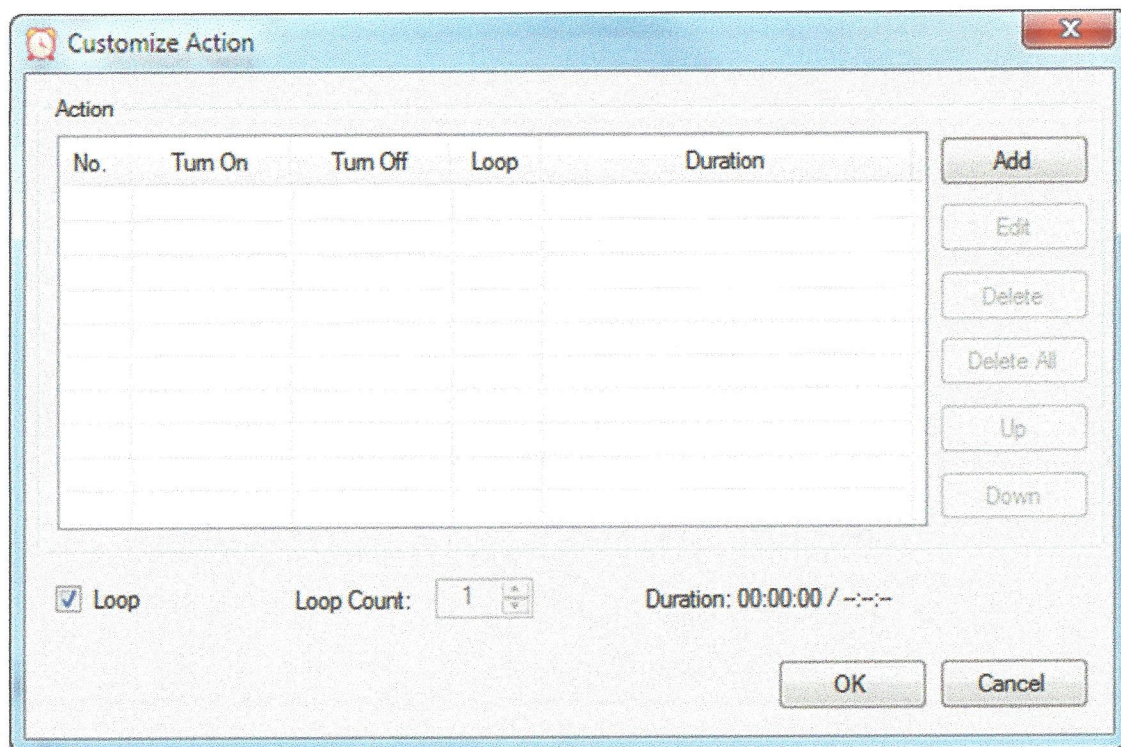 Customize Action
Action
No. Turn On Turn Off Loop Duration
Add
Edit
Delete
Delete All
Up
Down
Loop Loop Count: 1 Duration: 00:00:00 / --:--:--
OK Cancel